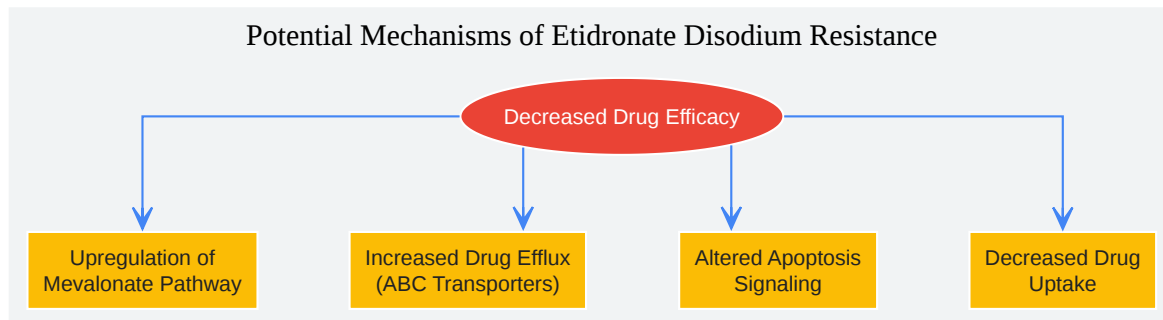 Potential Mechanisms of Etidronate Disodium Resistance
Decreased Drug Efficacy
Upregulation of
Mevalonate Pathway
Increased Drug Efflux
(ABC Transporters)
Altered Apoptosis
Signaling
Decreased Drug
Uptake